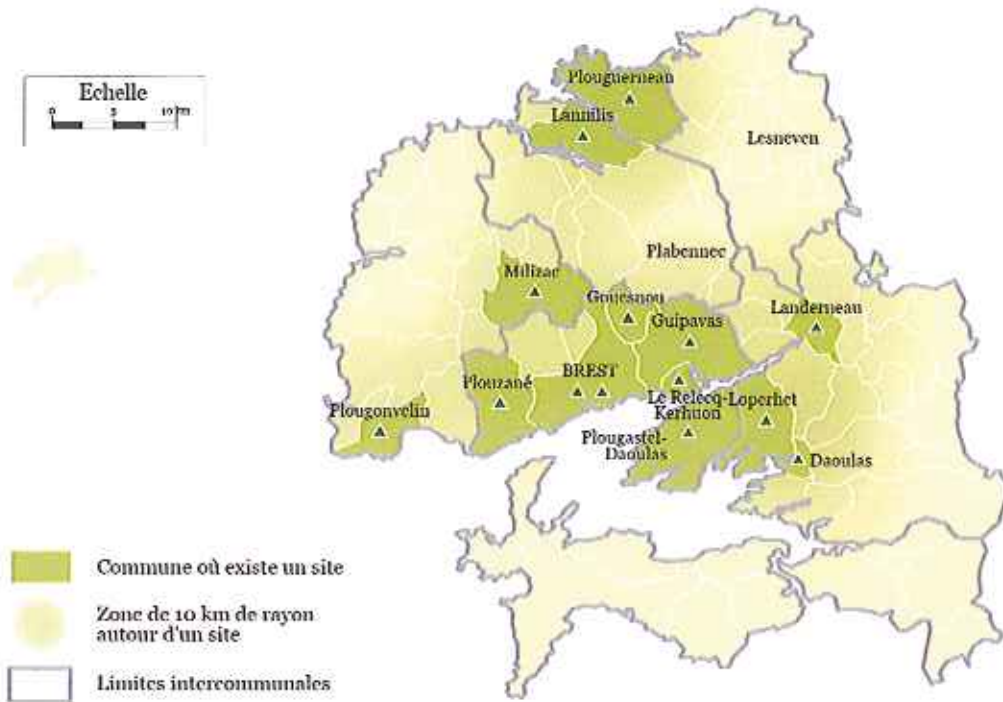 Echelle
0 5 10 km
Plouguerneau
Lannilis
Lesneven
Plabennec
Milizac
Gouesnou
Guipavas
Landerneau
BREST
Plouzané
Le Relecq-
Kerhuon
Loperhet
Plougonvelin
Plougastel-
Daoulas
Daoulas
Commune où existe un site
Zone de 10 km de rayon
autour d'un site
Limites intercommunales